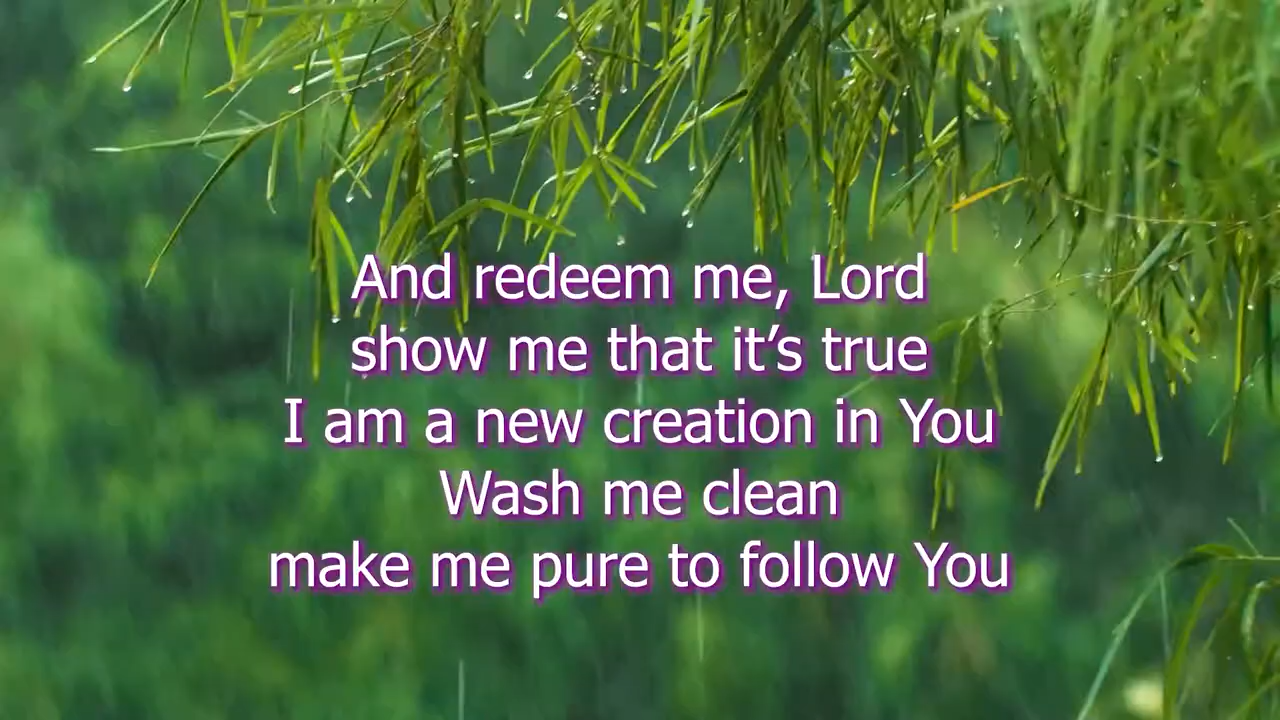 And redeem me, Lord
show me that it’s true
I am a new creation in You
Wash me clean
make me pure to follow You